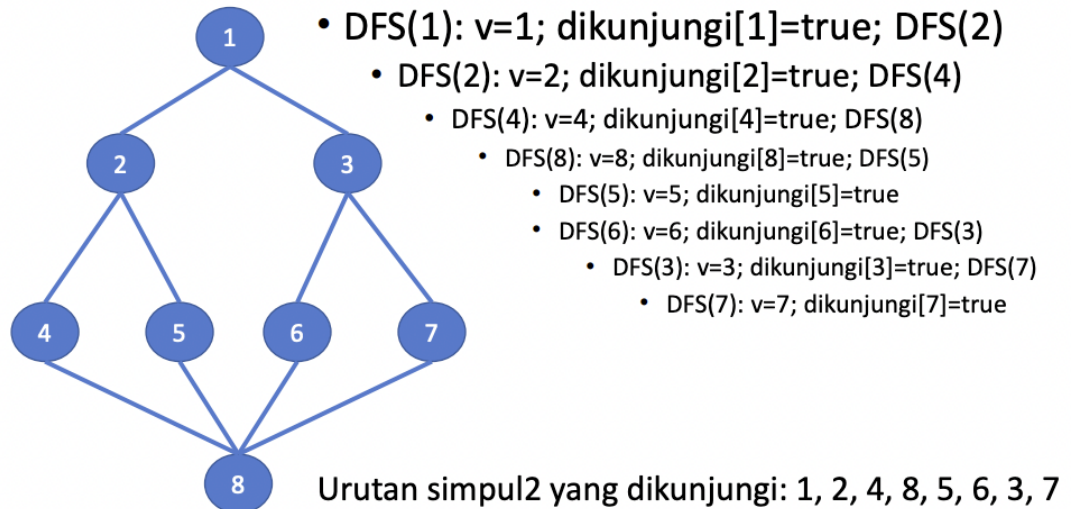 1
• DFS(1): v=1; dikunjungi[1]=true; DFS(2)
• DFS(2): v=2; dikunjungi[2]=true; DFS(4)
• DFS(4): v=4; dikunjungi[4]=true; DFS(8)
2
3
• DFS(8): v=8; dikunjungi[8]=true; DFS(5)
• DFS(5): v=5; dikunjungi[5]=true
• DFS(6): v=6; dikunjungi[6]=true; DFS(3)
• DFS(3): v=3; dikunjungi[3]=true; DFS(7)
• DFS(7): v=7; dikunjungi[7]=true
4
5
6
7
8
Urutan simpul2 yang dikunjungi: 1, 2, 4, 8, 5, 6, 3, 7